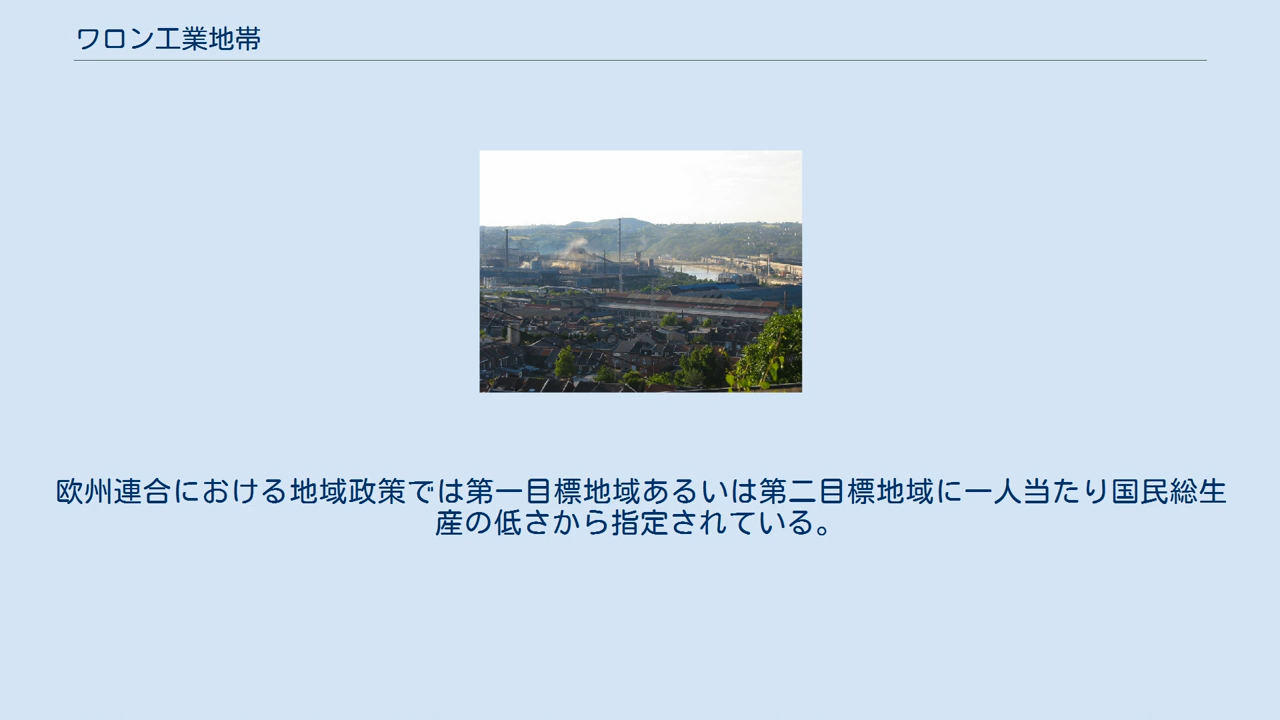 ワロン工業地帯
欧州連合における地域政策では第一目標地域あるいは第二目標地域に一人当たり国民総生
産の低さから指定されている。